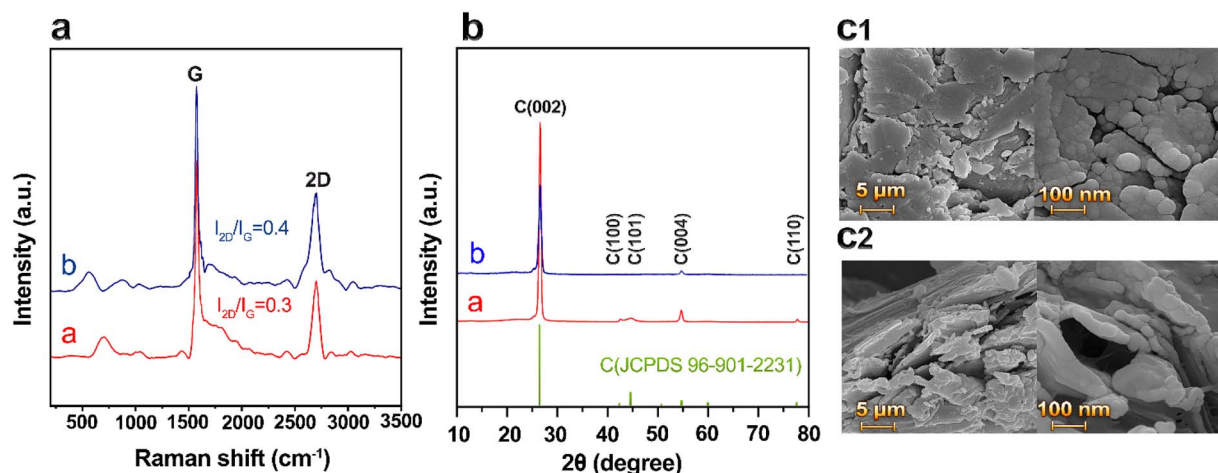 a
G
2D
I2D/IG=0.4
b
I2D/IG=0.3
a
500 1000 1500 2000 2500 3000 3500
Raman shift (cm⁻¹)
Intensity (a.u.)
b
C(002)
C(100)
C(101)
C(004)
C(110)
b
a
C(JCPDS 96-901-2231)
10 20 30 40 50 60 70 80
2θ (degree)
Intensity (a.u.)
c1
5 μm
100 nm
c2
5 μm
100 nm